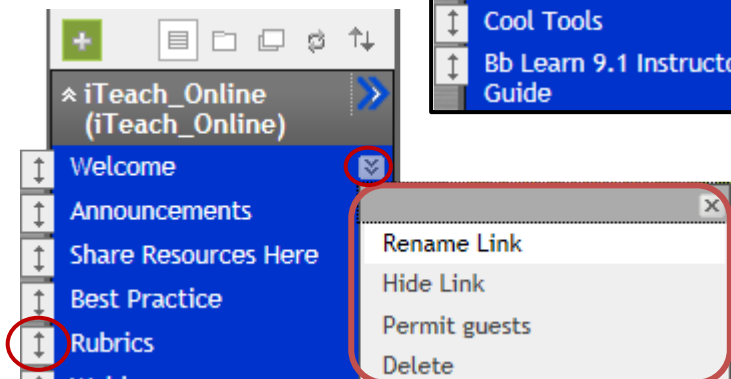 Cool Tools
Bb Learn 9.1
Guide
iTeach_Online
(iTeach_Online)
Welcome
Announcements
Share Resources Here
Best Practice
Rubrics
Rename Link
Hide Link
Permit guests
Delete